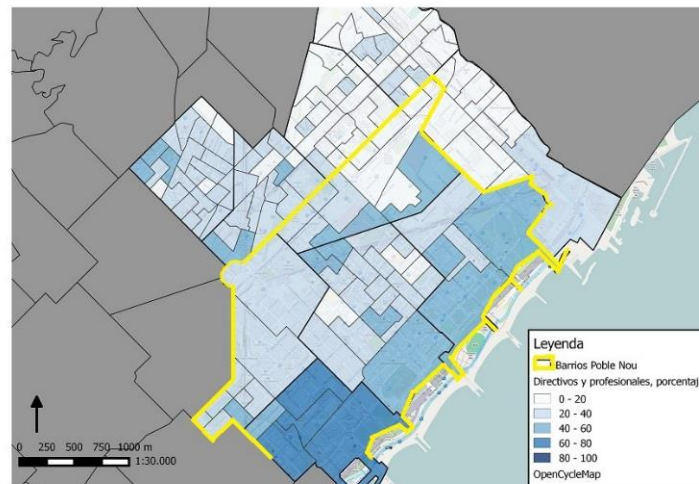 0 250 500 750 1000 m
1:30.000
Leyenda
Barrios Poble Nou
Directivos y profesionales, porcentaj
0 - 20
20 - 40
40 - 60
60 - 80
80 - 100
OpenCycleMap